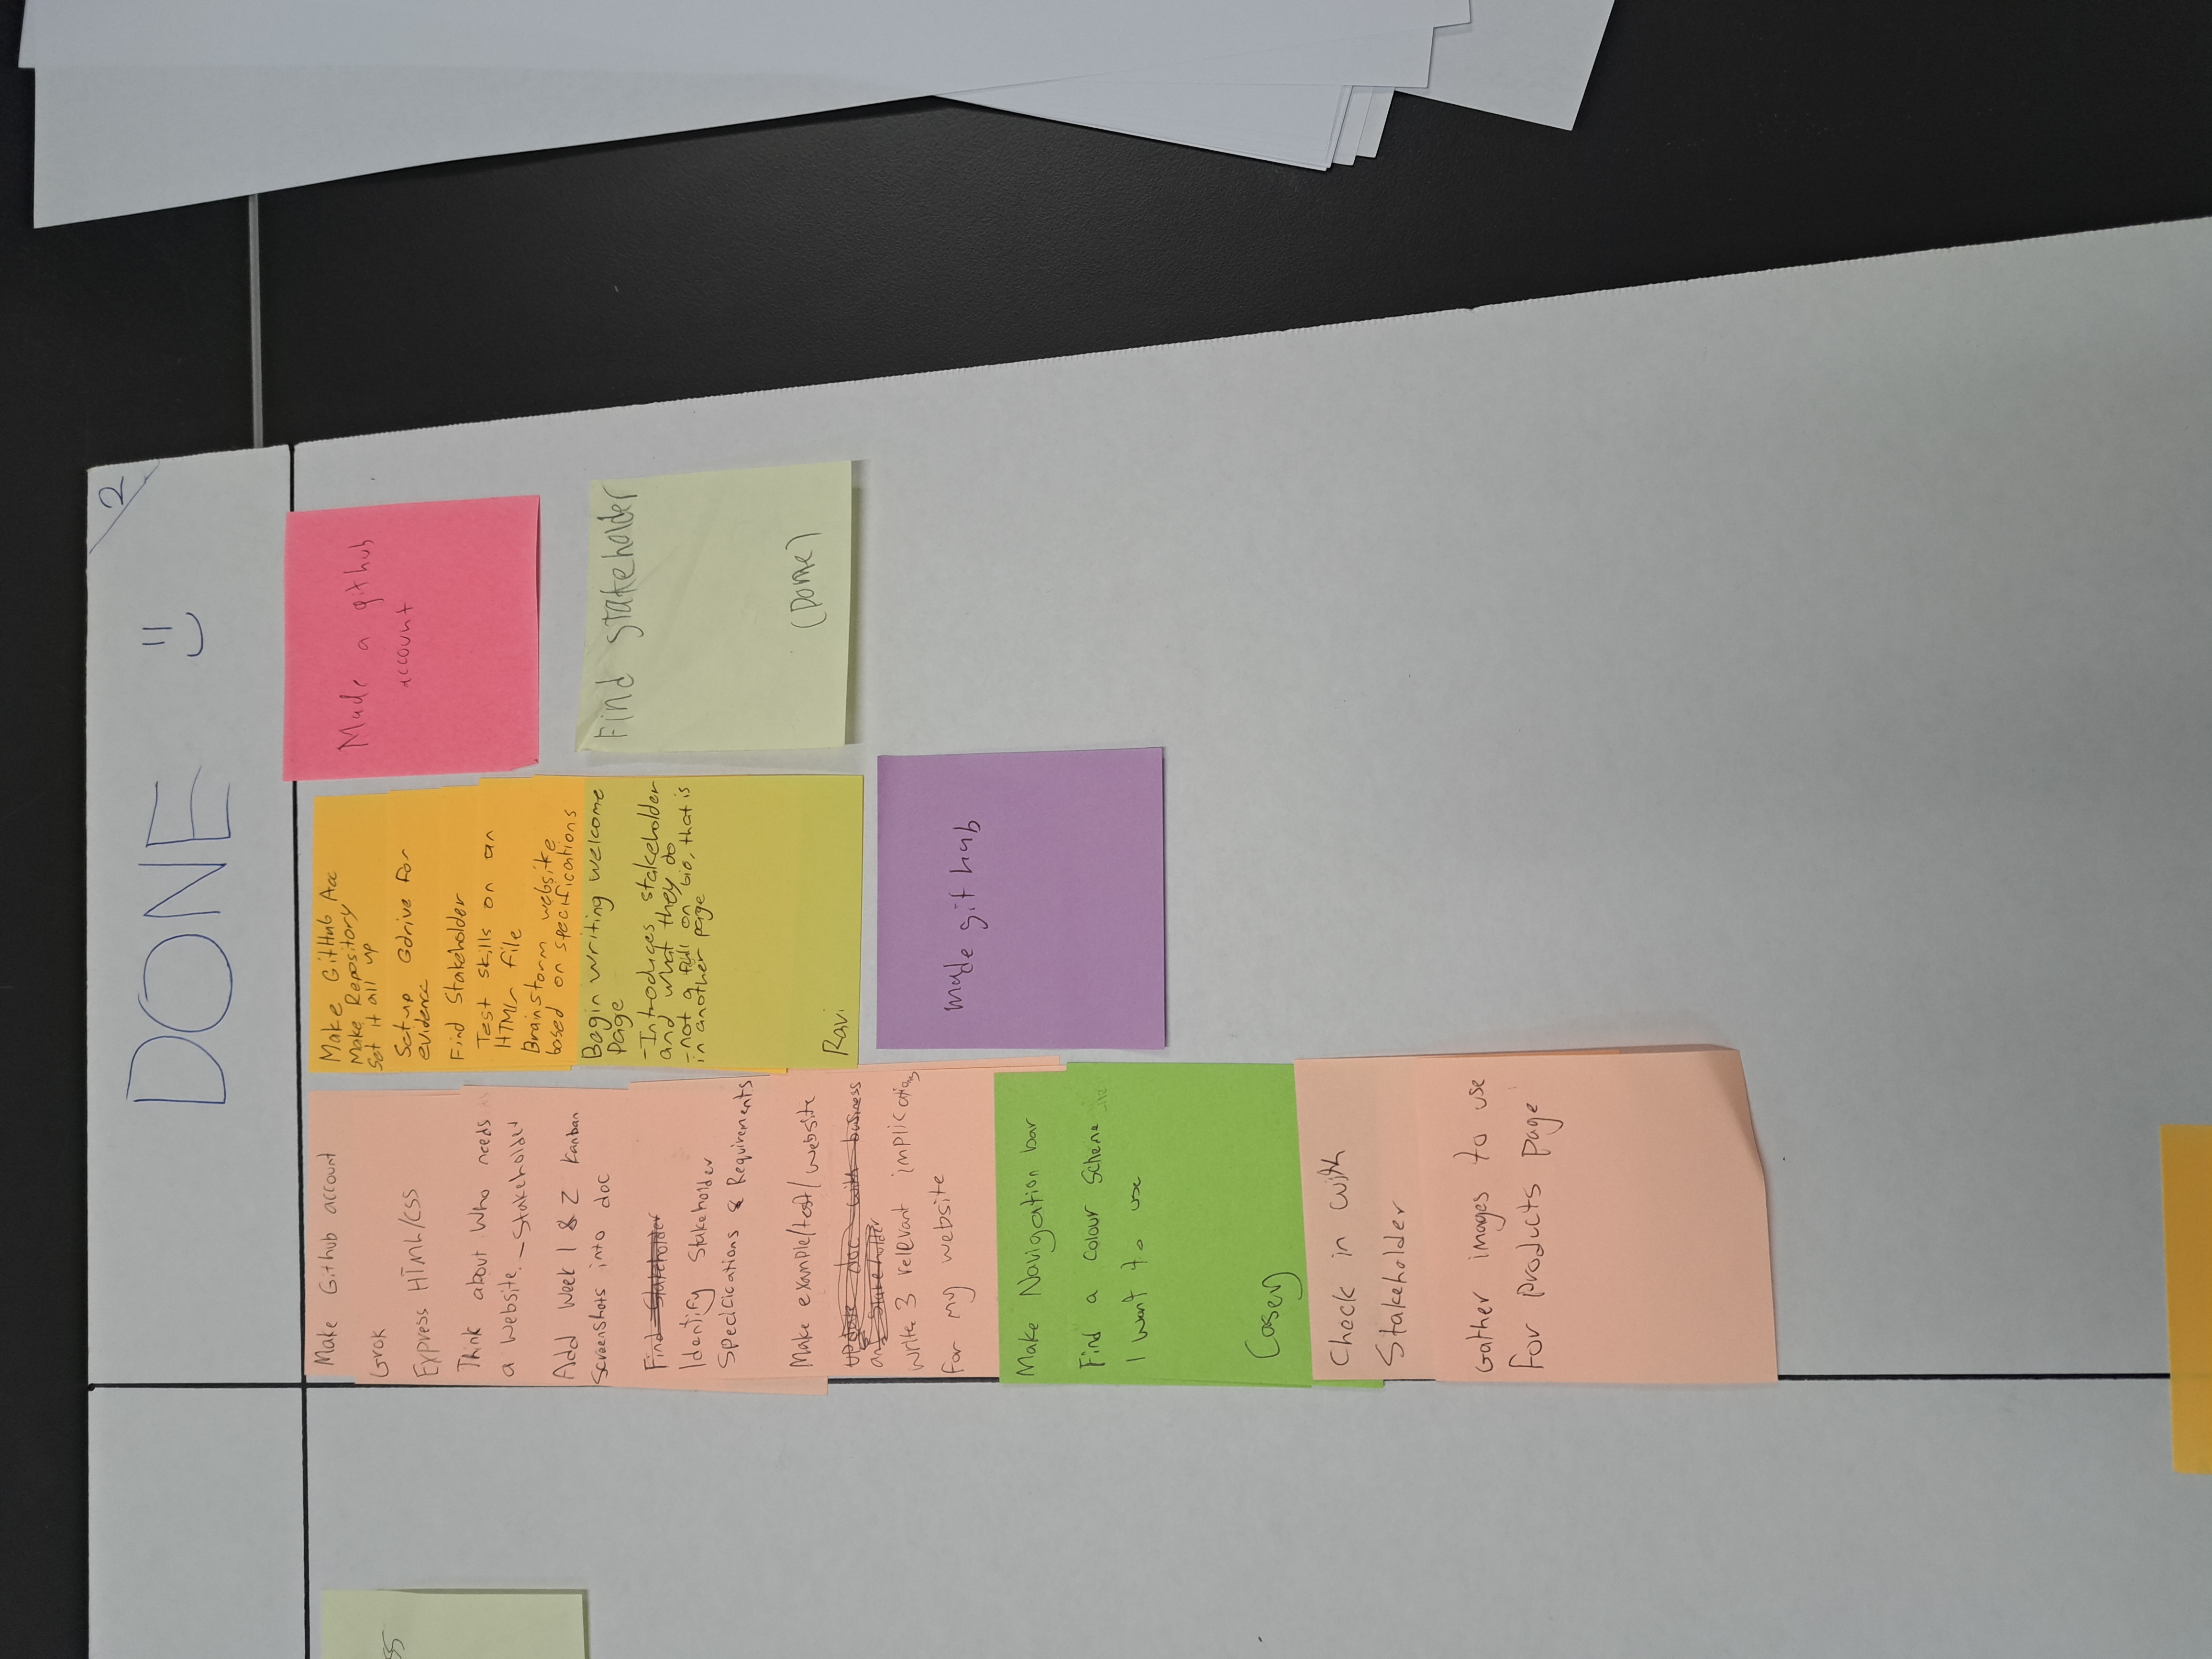 2
DONE
Make Github account
Grok
Express HTML/CSS
Think about who needs
a website. - Stakeholder
Add Week 1 & 2 Kanban
Screenshots into doc
Find Stakeholder
Identify Stakeholder
Specicications & Requirements
Make example/test/website
update doc with business
and Stakeholder
write 3 relevant implications
for my website
Make Navigation bar
Find a colour scheme
I want to use
Casey
Check in with
Stakeholder
Gather images to use
for products page
Make GitHub Acc
Make Repository
Set it all up
Setup Gdrive for
evidence
Find Stakeholder
Test skills on an
HTML file
Brainstorm website
based on specifications
Begin writing welcome
page
-Introduces stakeholder
and what they do
-not a full on bio, that is
in another page
Ravi
made git hub
Made a github
account
Find stakeholder
(Done)